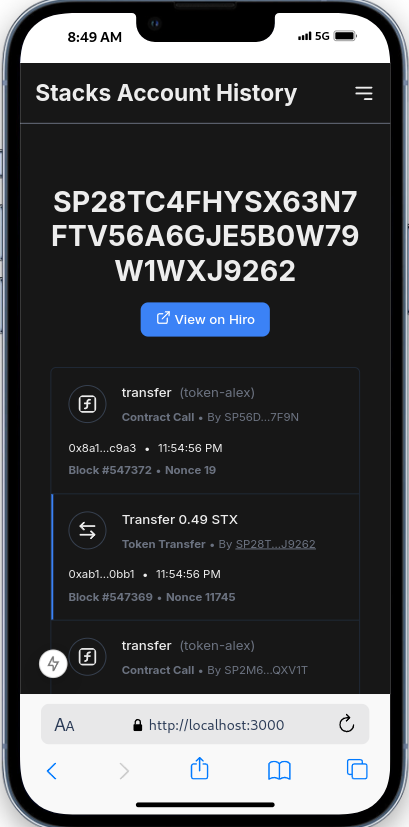 8:49 AM
5G
Stacks Account History
SP28TC4FHYSX63N7
FTV56A6GJE5B0W79
W1WXJ9262
View on Hiro
transfer (token-alex)
Contract Call • By SP56D...7F9N
0x8a1...c9a3 • 11:54:56 PM
Block #547372 • Nonce 19
Transfer 0.49 STX
Token Transfer • By SP28T...J9262
0xab1...0bb1 • 11:54:56 PM
Block #547369 • Nonce 11745
transfer (token-alex)
Contract Call • By SP2M6...QXV1T
AA
http://localhost:3000